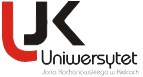 UJK
Uniwersytet
Jana Kochanowskiego w Kielcach